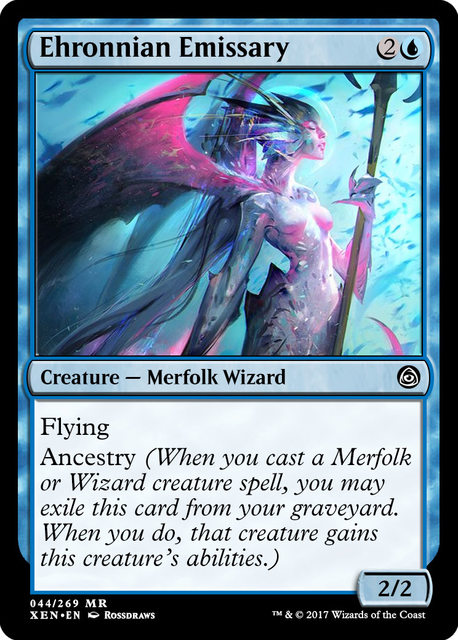 Ehronnian Emissary 2
Creature — Merfolk Wizard
Flying
Ancestry (When you cast a Merfolk
or Wizard creature spell, you may
exile this card from your graveyard.
When you do, that creature gains
this creature's abilities.)
2/2
044/269 MR
XEN•EN Rossdraws
™ & © 2017 Wizards of the Coast